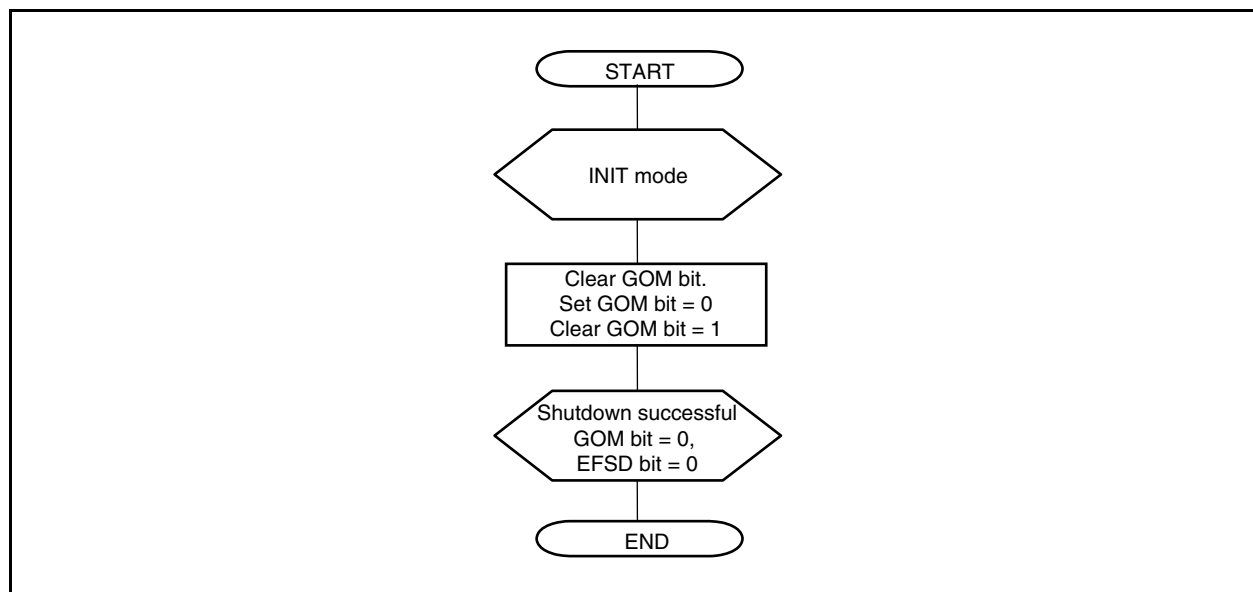 START
INIT mode
Clear GOM bit.
Set GOM bit = 0
Clear GOM bit = 1
Shutdown successful
GOM bit = 0,
EFSD bit = 0
END